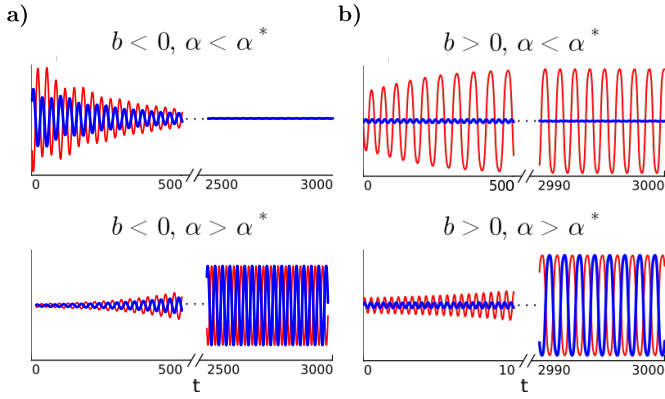 a)
b < 0, α < α*
0 500 2500 3000
b < 0, α > α*
0 500 2500 3000
t
b)
b > 0, α < α*
0 500 2990 3000
b > 0, α > α*
0 10 2990 3000
t